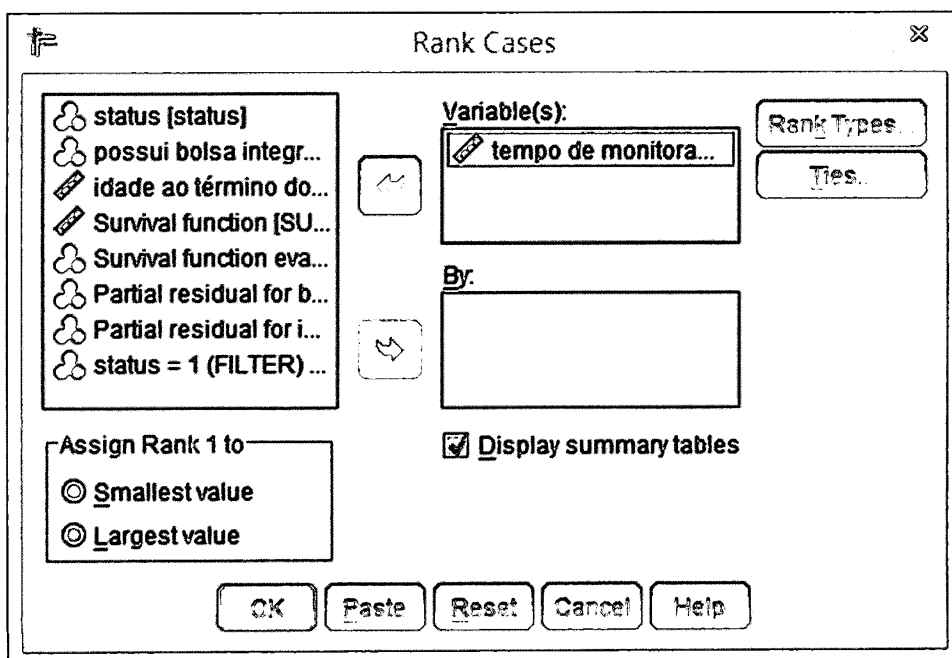 Rank Cases
status [status]
possui bolsa integr...
idade ao término do...
Survival function [SU...
Survival function eva...
Partial residual for b...
Partial residual for i...
status = 1 (FILTER) ...
Variable(s):
tempo de monitora...
Rank Types...
Ties...
By:
Assign Rank 1 to
Smallest value
Largest value
Display summary tables
OK
Paste
Reset
Cancel
Help